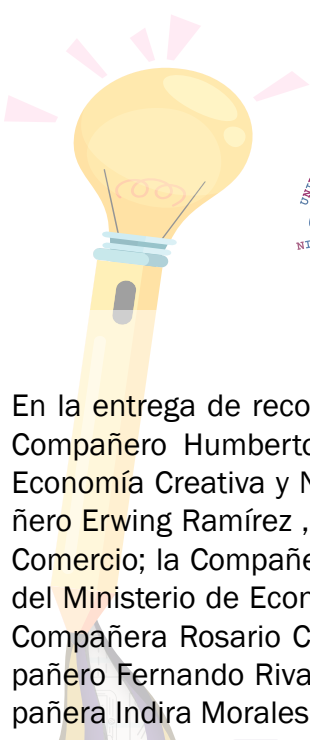 En la entrega de reco
Compañero Humberto
Economía Creativa y N
ñero Erwing Ramírez ,
Comercio; la Compañe
del Ministerio de Econ
Compañera Rosario C
pañero Fernando Riva
pañera Indira Morales